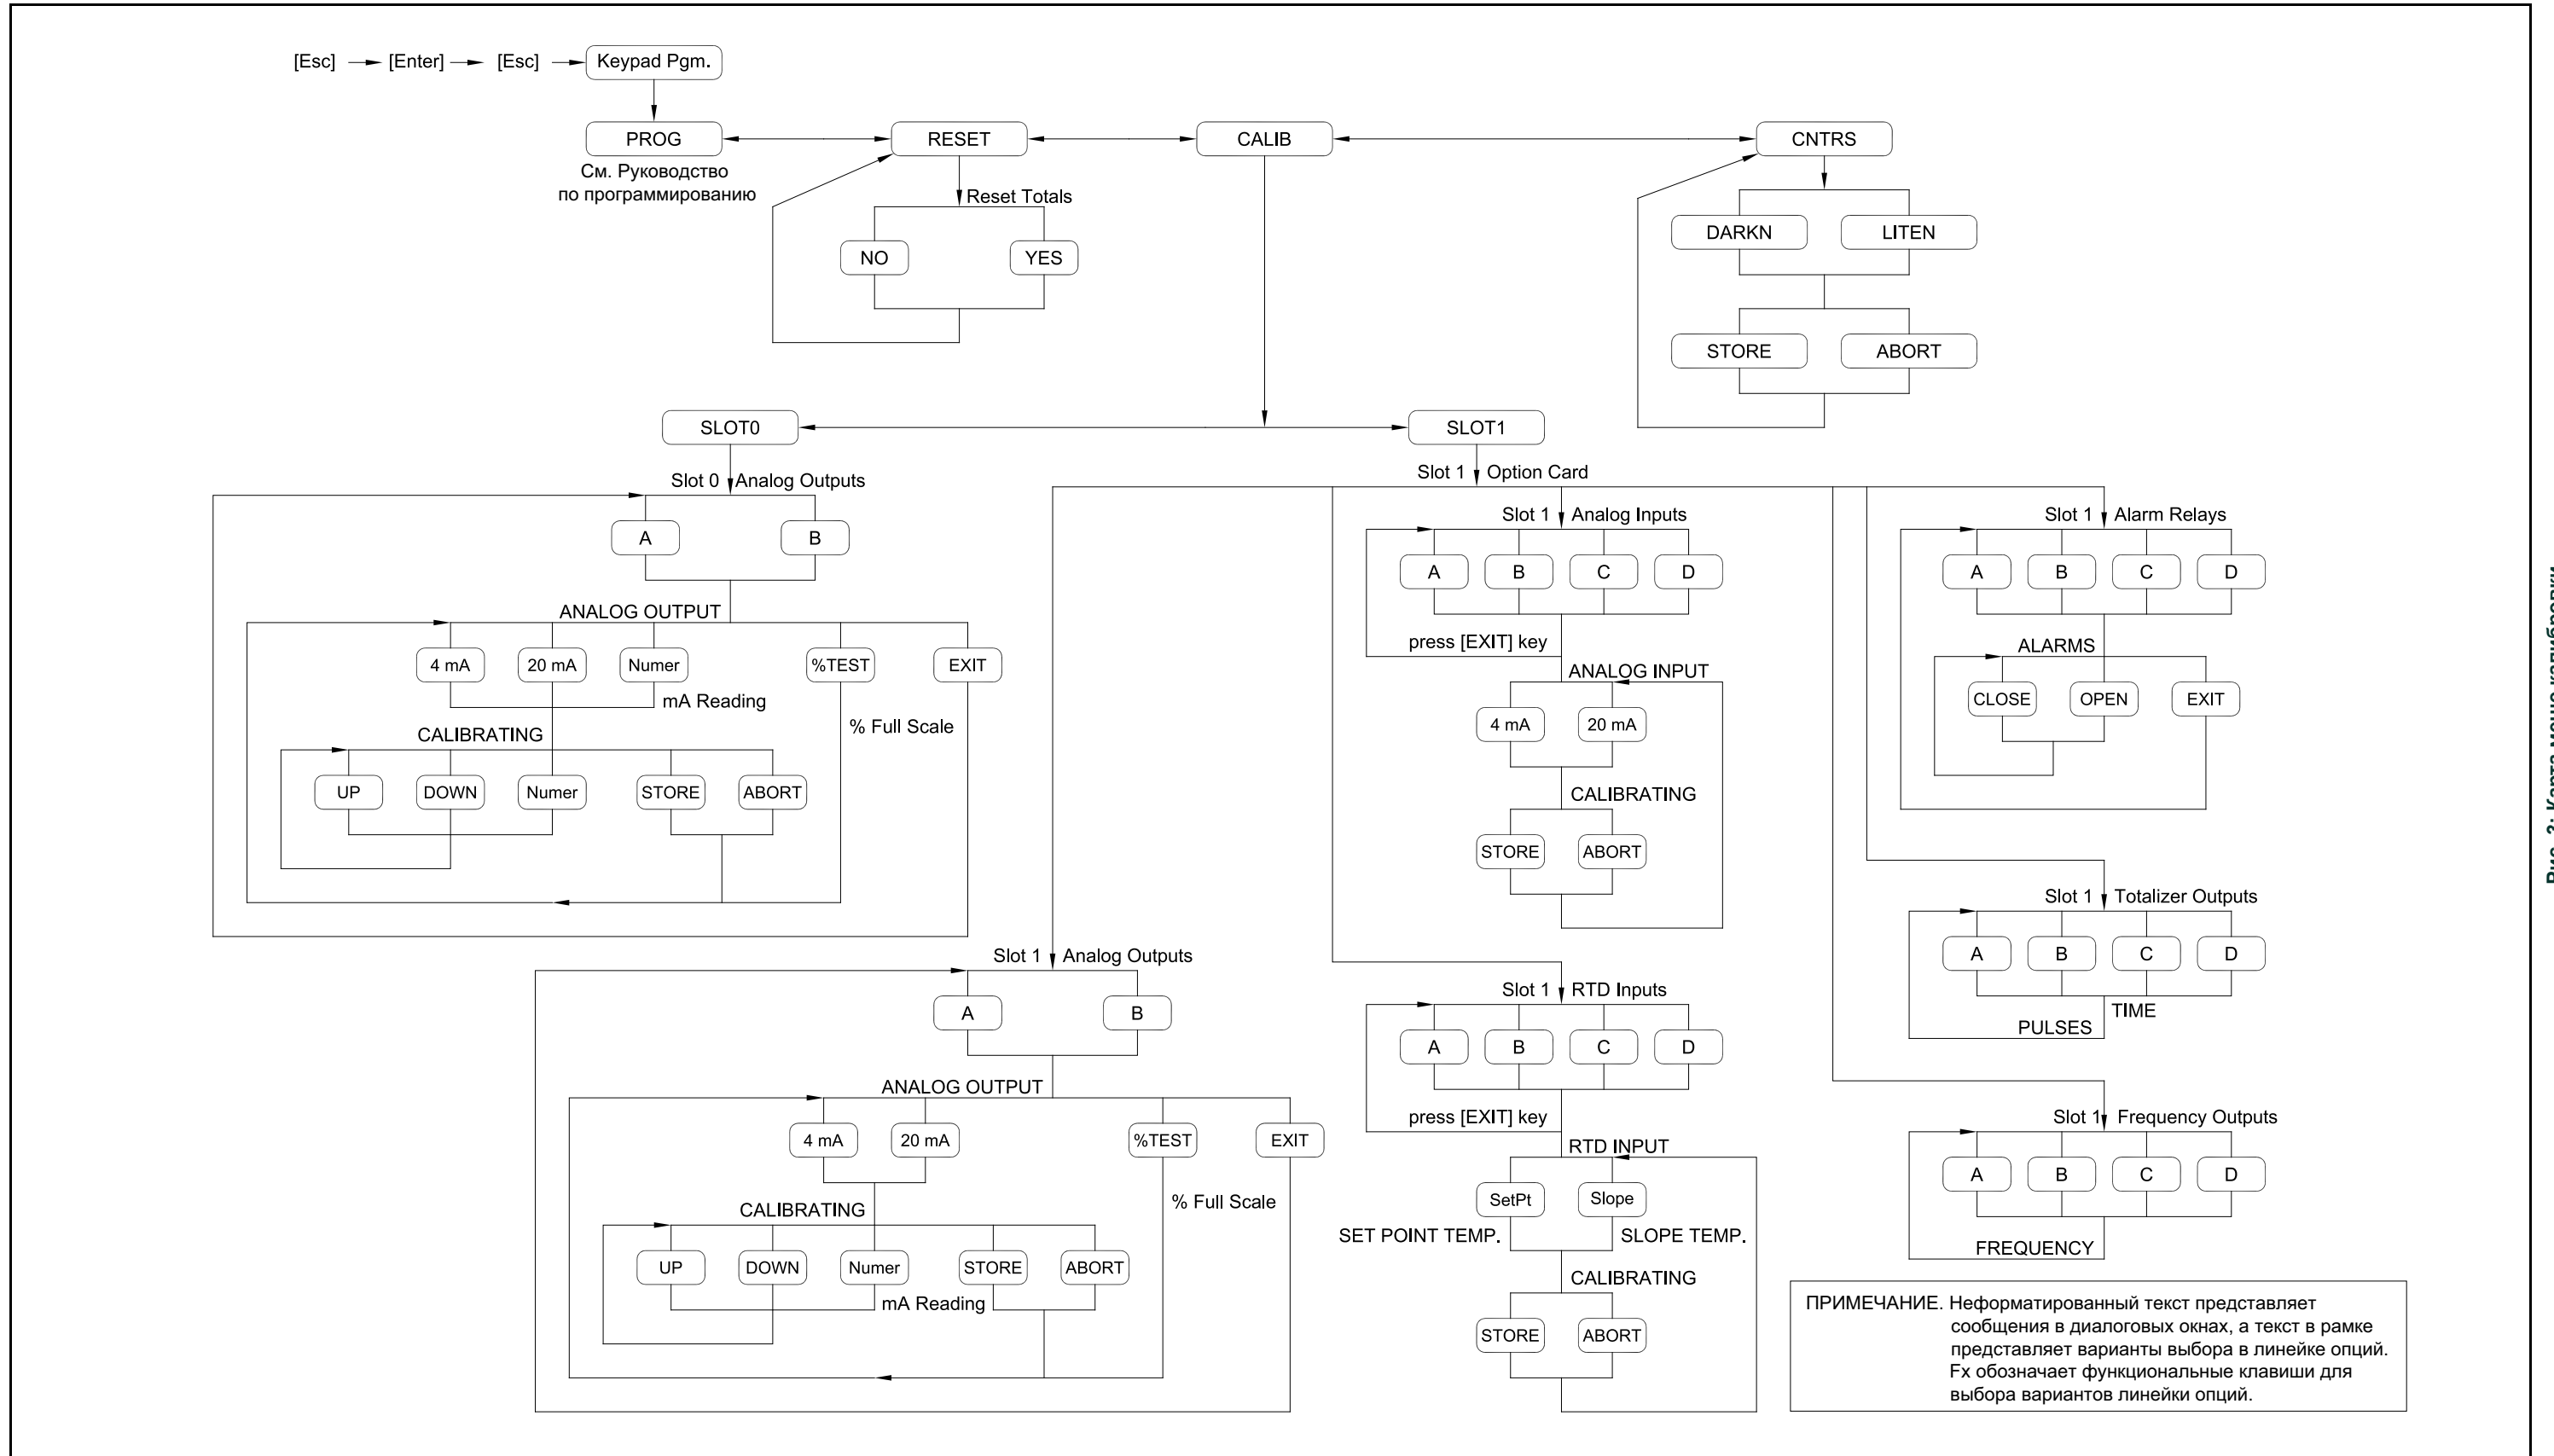 [Esc] [Enter] [Esc] Keypad Pgm.
PROG RESET CALIB CNTRS
См. Руководство
по программированию
Reset Totals
NO YES
DARKN LITEN
STORE ABORT
SLOT0 SLOT1
Slot 0 Analog Outputs
A B
ANALOG OUTPUT
4 mA 20 mA Numer %TEST EXIT
mA Reading
% Full Scale
CALIBRATING
UP DOWN Numer STORE ABORT
Slot 1 Option Card
Slot 1 Analog Outputs
A B
ANALOG OUTPUT
4 mA 20 mA %TEST EXIT
% Full Scale
CALIBRATING
UP DOWN Numer STORE ABORT
mA Reading
Slot 1 Analog Inputs
A B C D
press [EXIT] key
ANALOG INPUT
4 mA 20 mA
CALIBRATING
STORE ABORT
Slot 1 RTD Inputs
A B C D
press [EXIT] key
RTD INPUT
SetPt Slope
SET POINT TEMP. SLOPE TEMP.
CALIBRATING
STORE ABORT
Slot 1 Alarm Relays
A B C D
ALARMS
CLOSE OPEN EXIT
Slot 1 Totalizer Outputs
A B C D
TIME
PULSES
Slot 1 Frequency Outputs
A B C D
FREQUENCY
ПРИМЕЧАНИЕ. Неформатированный текст представляет
сообщения в диалоговых окнах, а текст в рамке
представляет варианты выбора в линейке опций.
Fx обозначает функциональные клавиши для
выбора вариантов линейки опций.
Рис. 3: Карта меню калибровки